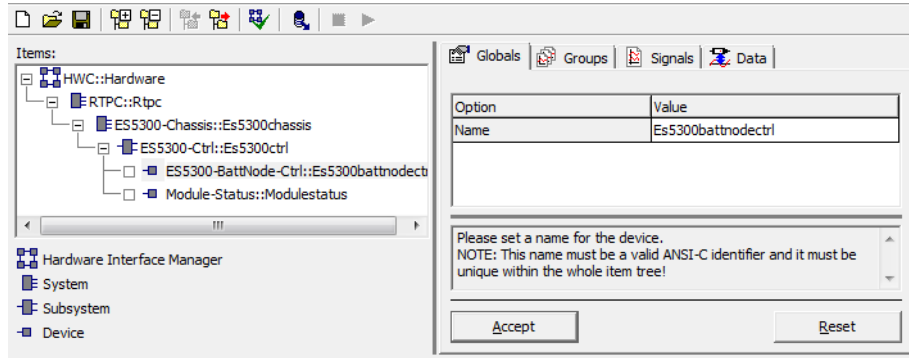 Items:
HWC::Hardware
RTPC::Rtpc
ES5300-Chassis::Es5300chassis
ES5300-Ctrl::Es5300ctrl
ES5300-BattNode-Ctrl::Es5300battnodect
Module-Status::Modulestatus
Hardware Interface Manager
System
Subsystem
Device
Globals Groups Signals Data
Option Value
Name Es5300battnodectrl
Please set a name for the device.
NOTE: This name must be a valid ANSI-C identifier and it must be
unique within the whole item tree!
Accept Reset